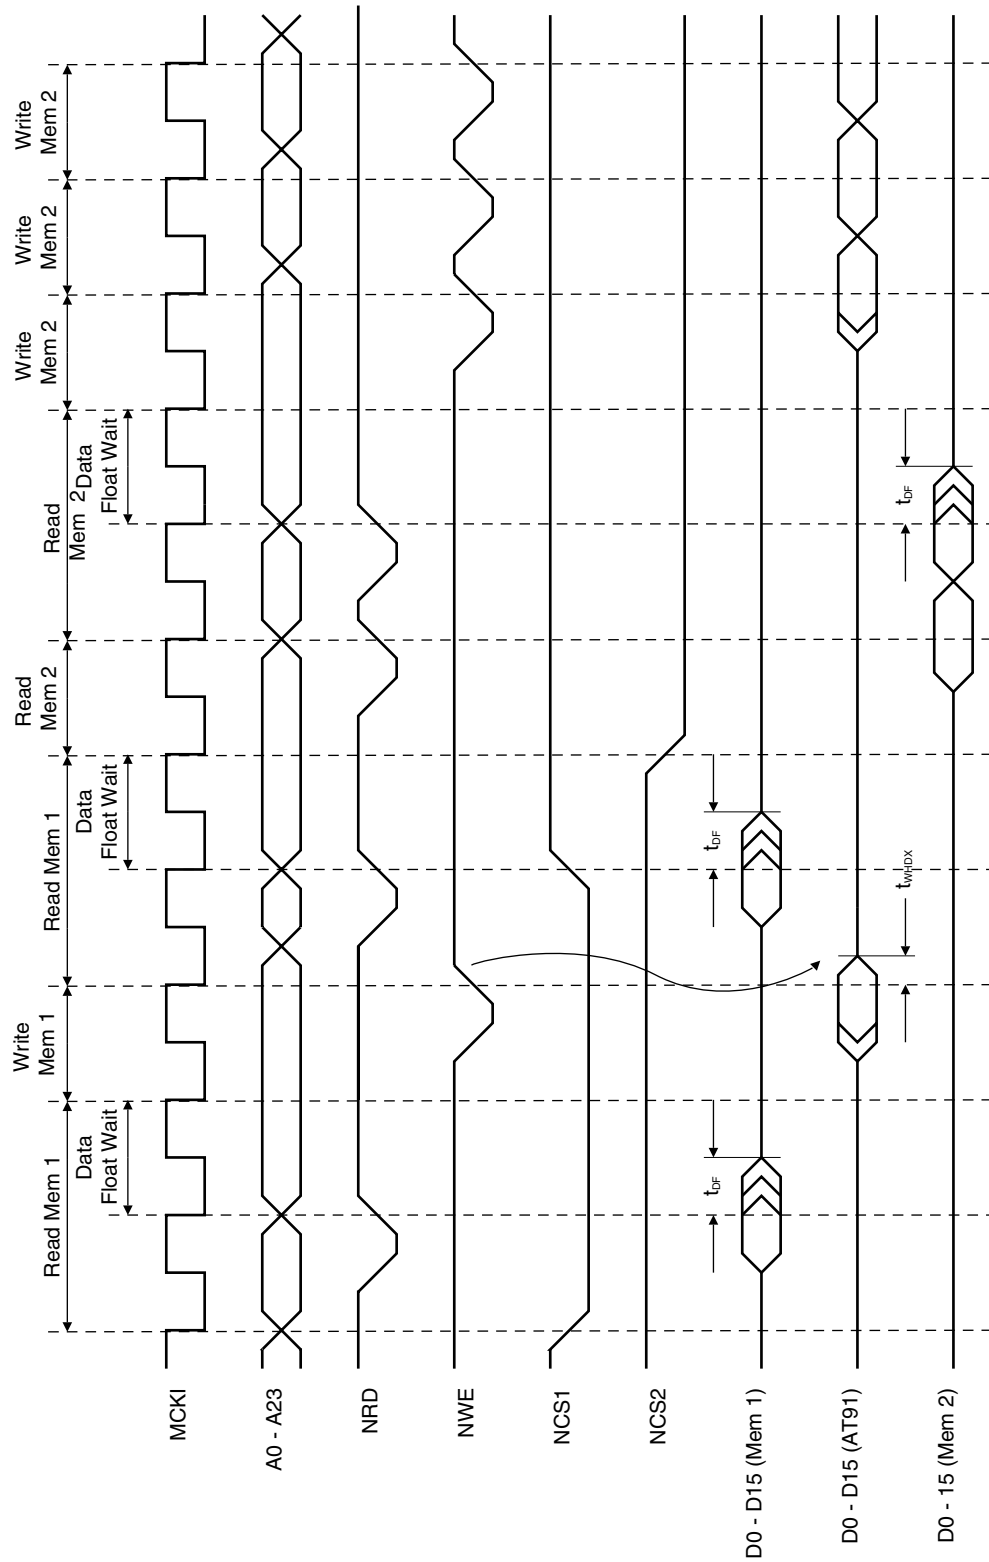 Read Mem 1
Data
Float Wait
Write
Mem 1
Read Mem 1
Data
Float Wait
Read
Mem 2
Read
Mem 2
Data
Float Wait
Write
Mem 2
Write
Mem 2
Write
Mem 2
MCKI
A0 - A23
NRD
NWE
NCS1
NCS2
D0 - D15 (Mem 1)
tDF
tDF
D0 - D15 (AT91)
tWHDX
D0 - 15 (Mem 2)
tDF